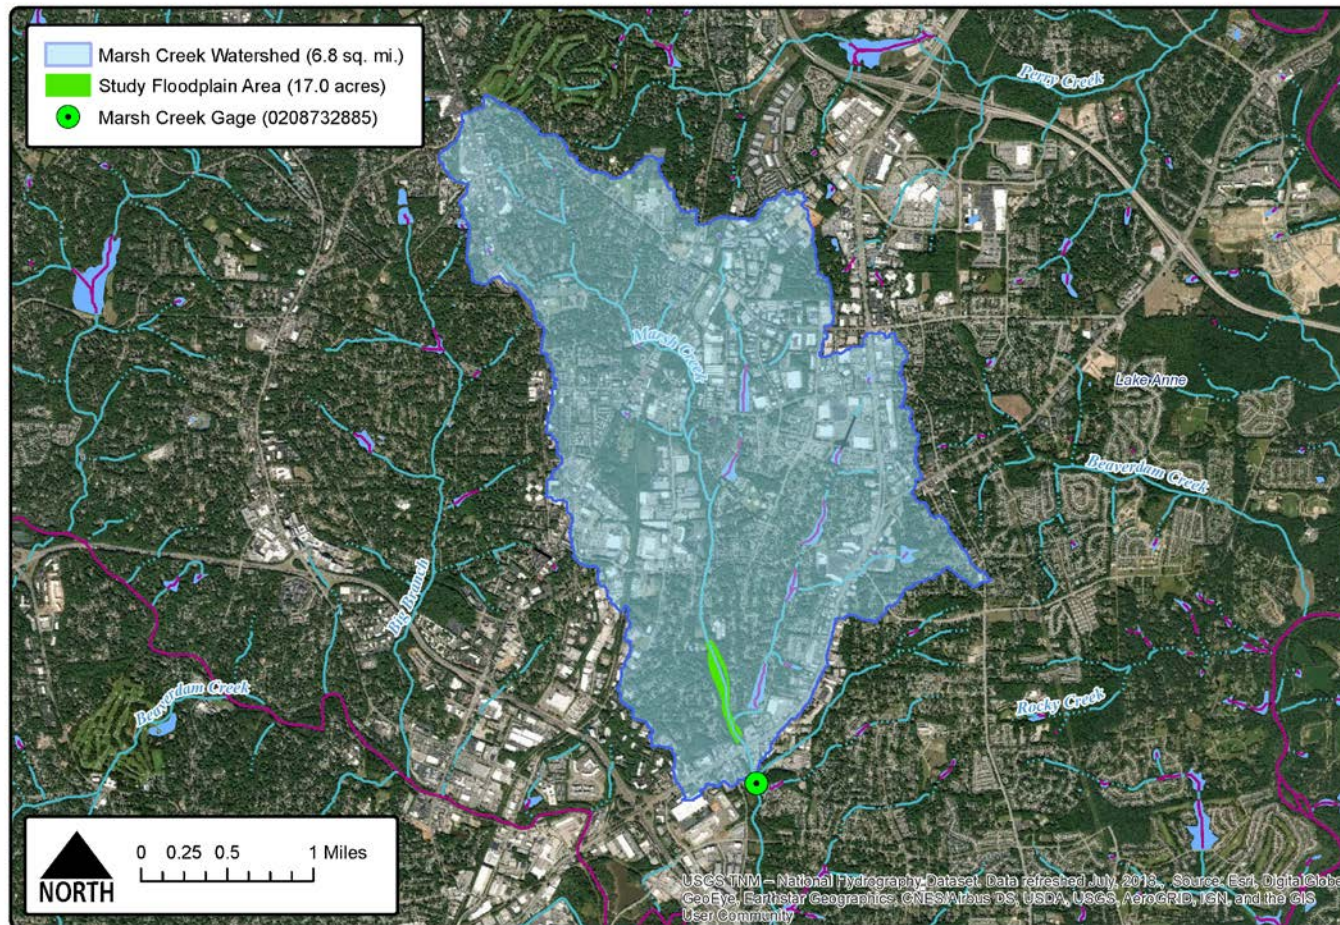 Marsh Creek Watershed (6.8 sq. mi.)
Study Floodplain Area (17.0 acres)
Marsh Creek Gage (0208732885)
Perry Creek
Marsh Creek
Lake Anne
Beaverdam Creek
Big Branch
Beaverdam Creek
Rocky Creek
NORTH
0 0.25 0.5 1 Miles
USGS TNM – National Hydrography Dataset. Data refreshed July, 2018., Source: Esri, DigitalGlobe,
GeoEye, Earthstar Geographics, CNES/Airbus DS, USDA, USGS, AeroGRID, IGN, and the GIS
User Community